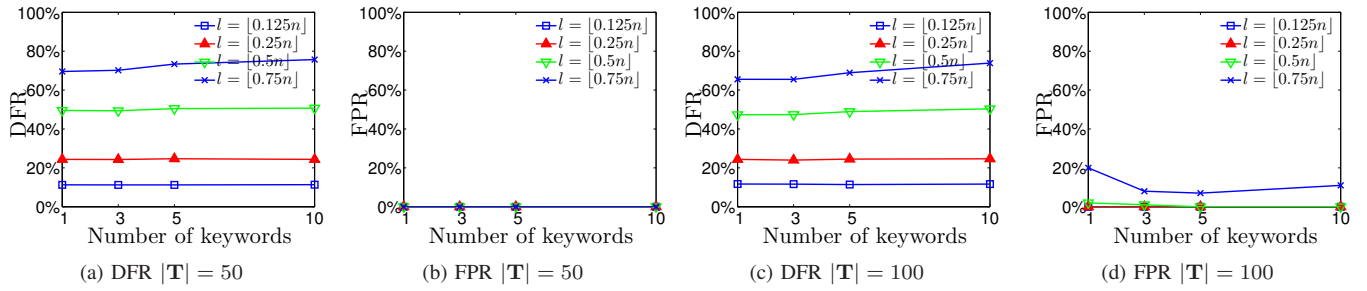 100%
80%
60%
40%
20%
0%
DFR
1 3 5 10
Number of keywords
l = ⌊0.125n⌋
l = ⌊0.25n⌋
l = ⌊0.5n⌋
l = ⌊0.75n⌋
(a) DFR |T| = 50
100%
80%
60%
40%
20%
0%
FPR
1 3 5 10
Number of keywords
l = ⌊0.125n⌋
l = ⌊0.25n⌋
l = ⌊0.5n⌋
l = ⌊0.75n⌋
(b) FPR |T| = 50
100%
80%
60%
40%
20%
0%
DFR
1 3 5 10
Number of keywords
l = ⌊0.125n⌋
l = ⌊0.25n⌋
l = ⌊0.5n⌋
l = ⌊0.75n⌋
(c) DFR |T| = 100
100%
80%
60%
40%
20%
0%
FPR
1 3 5 10
Number of keywords
l = ⌊0.125n⌋
l = ⌊0.25n⌋
l = ⌊0.5n⌋
l = ⌊0.75n⌋
(d) FPR |T| = 100